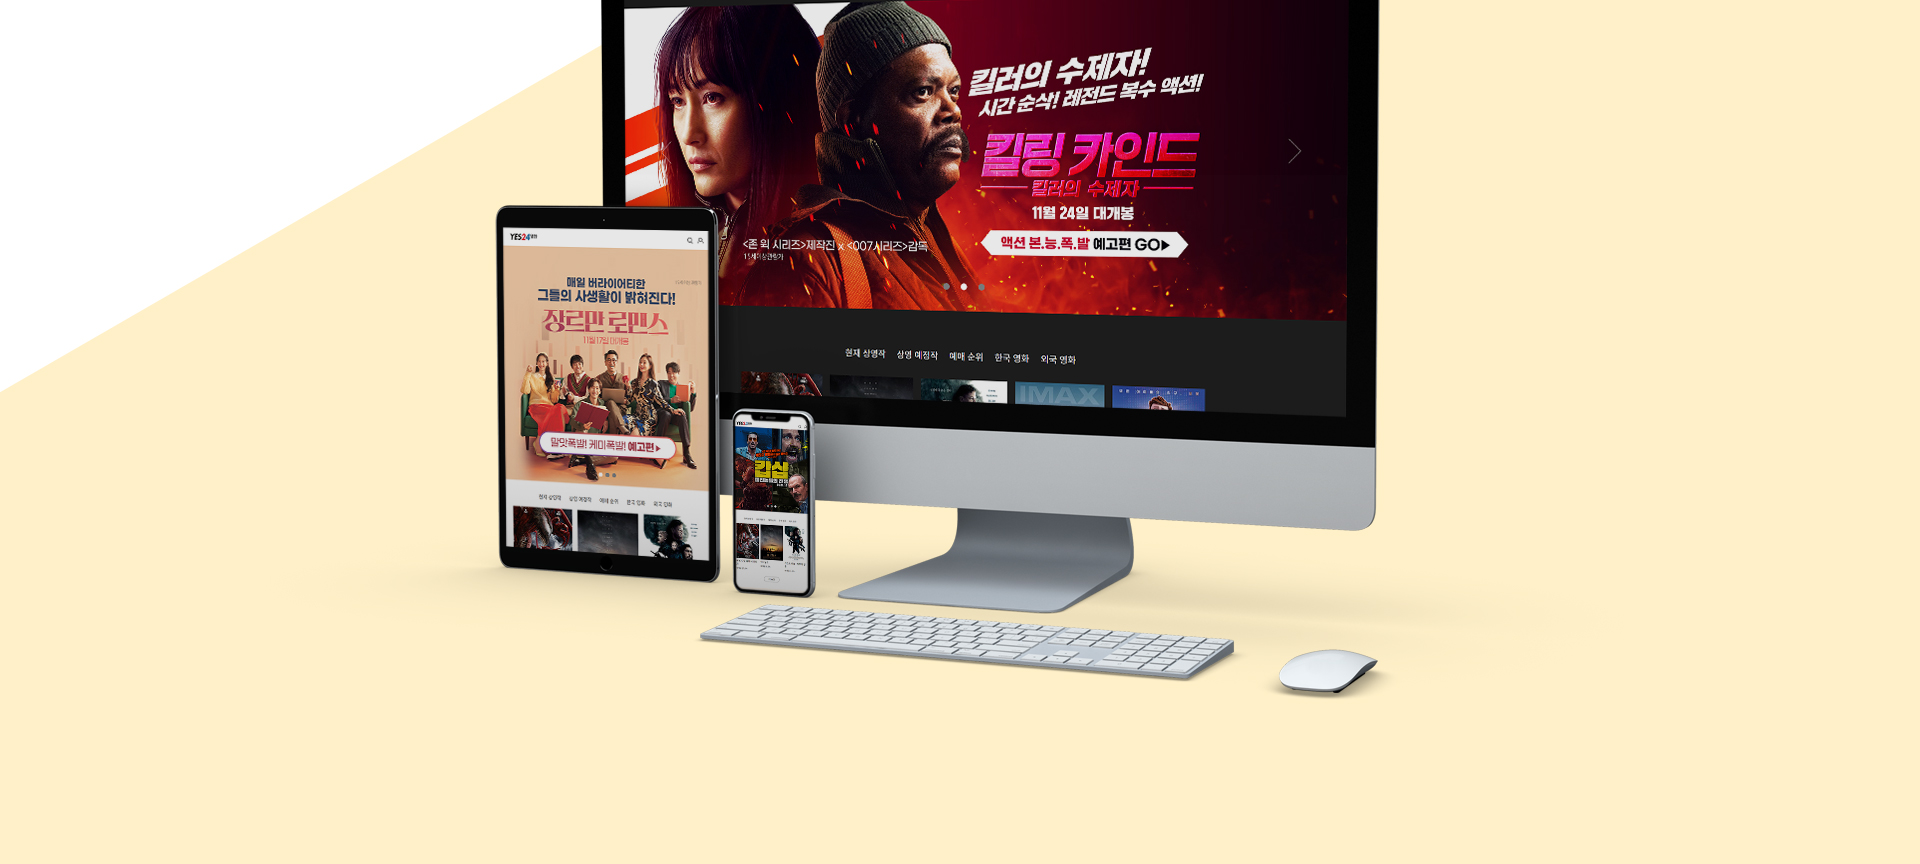 킬러의 수제자!
시간 순삭! 레전드 복수 액션!
킬링 카인드
킬러의 수제자
11월 24일 대개봉
액션 본.능.폭.발 예고편 GO▶
<존 윅 시리즈>제작진 x <007시리즈>감독
15세이상관람가
현재 상영작 상영 예정작 예매 순위 한국 영화 외국 영화
IMAX
YES24영화
매일 버라이어티한
그들의 사생활이 밝혀진다!
장르만 로맨스
11월 17일 대개봉
말맛폭발! 케미폭발! 예고편▶
현재 상영작 상영 예정작 예매 순위 한국 영화 외국 영화
YES24